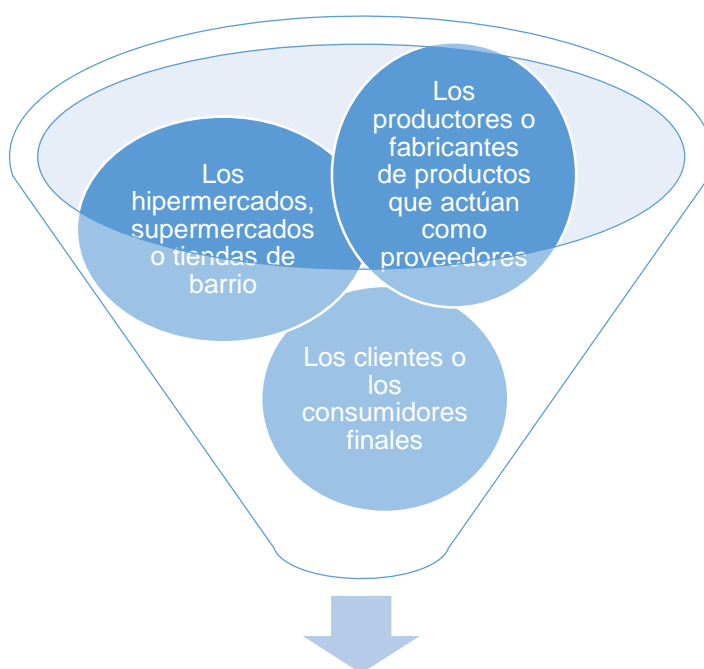 Los
productores o
fabricantes
de productos
que actúan
como
proveedores
Los
hipermercados,
supermercados
o tiendas de
barrio
Los clientes o
los
consumidores
finales